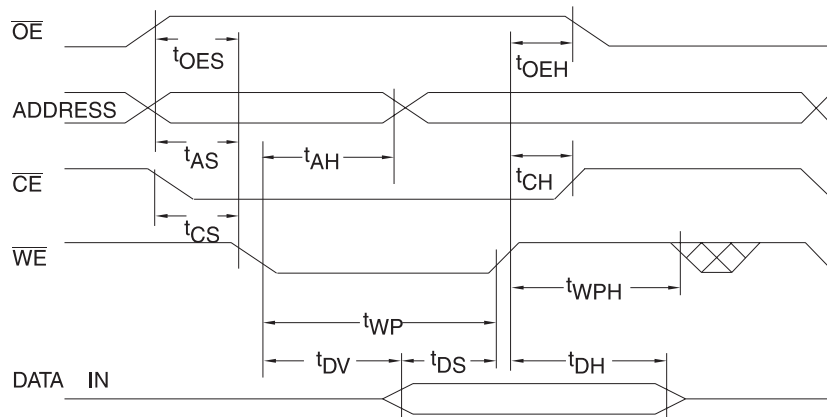 OE
tOES
tOEH
ADDRESS
tAS
tAH
CE
tCH
tCS
WE
tWPH
tWP
tDV
tDS
tDH
DATA IN